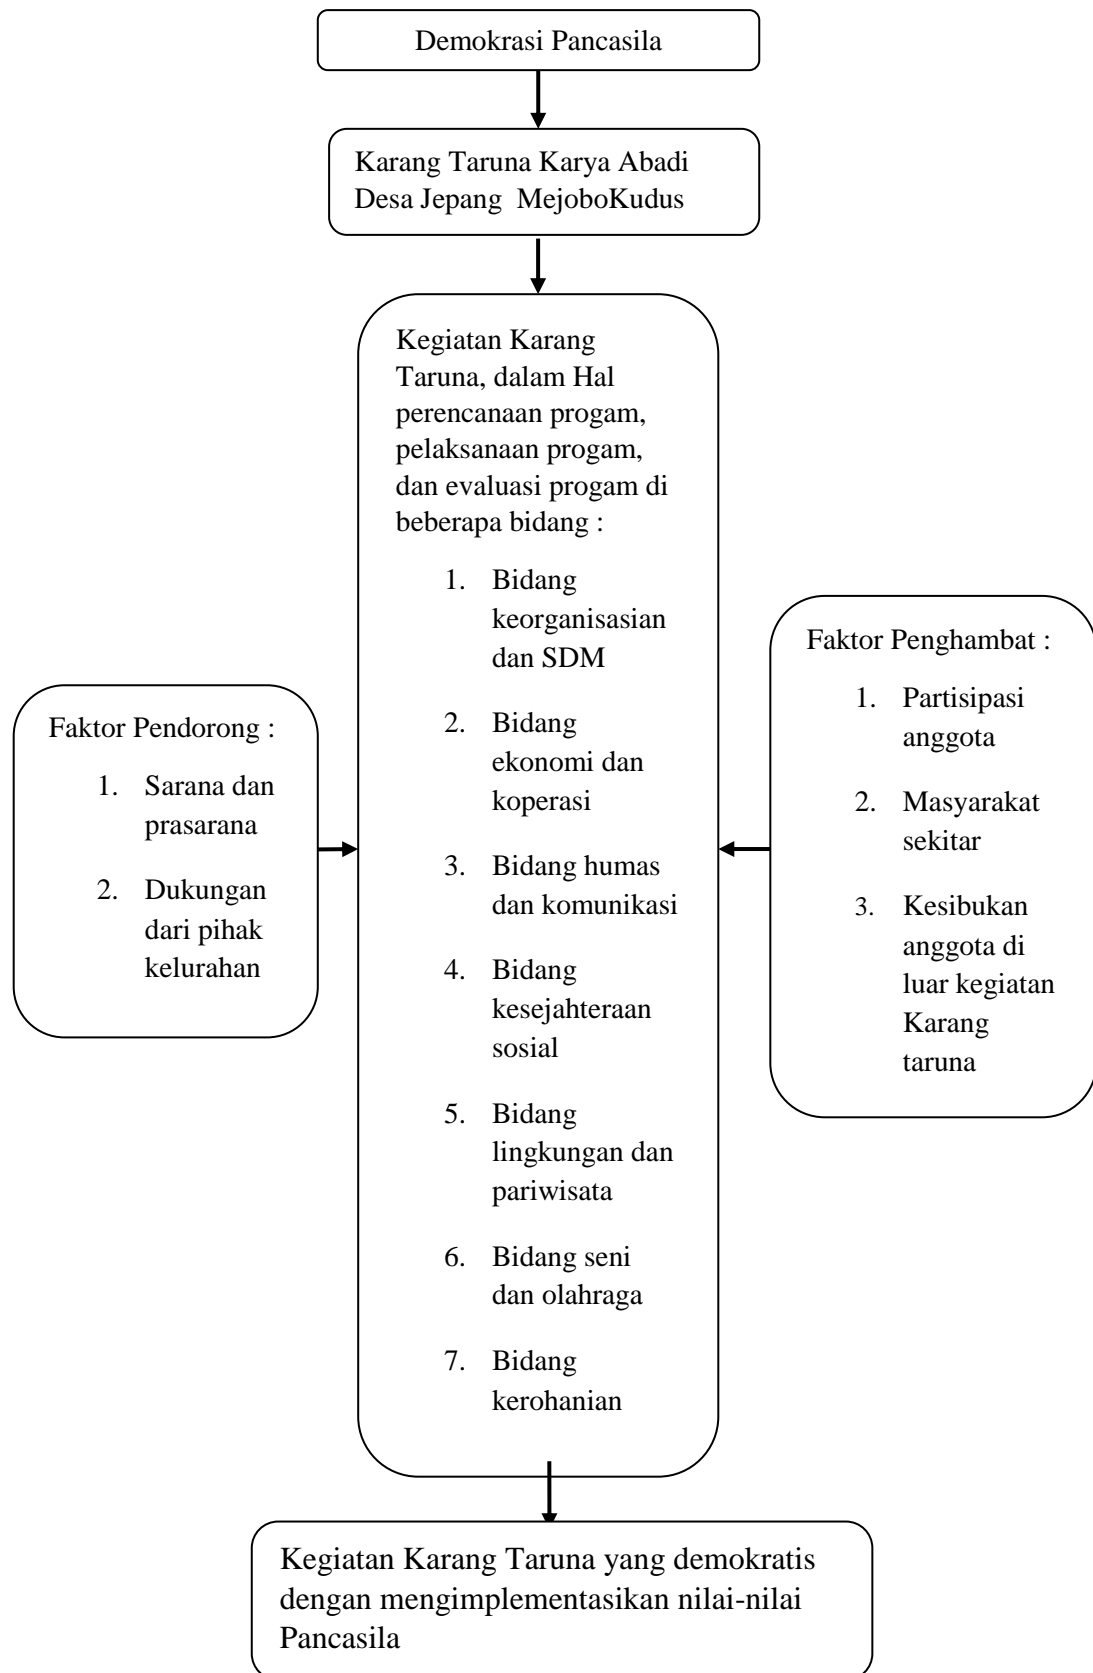 Demokrasi Pancasila
Karang Taruna Karya Abadi
Desa Jepang  MejoboKudus
Kegiatan Karang
Taruna, dalam Hal
perencanaan progam,
pelaksanaan progam,
dan evaluasi progam di
beberapa bidang :
1. Bidang
keorganisasian
dan SDM
2. Bidang
ekonomi dan
koperasi
3. Bidang humas
dan komunikasi
4. Bidang
kesejahteraan
sosial
5. Bidang
lingkungan dan
pariwisata
6. Bidang seni
dan olahraga
7. Bidang
kerohanian
Faktor Pendorong :
1. Sarana dan
prasarana
2. Dukungan
dari pihak
kelurahan
Faktor Penghambat :
1. Partisipasi
anggota
2. Masyarakat
sekitar
3. Kesibukan
anggota di
luar kegiatan
Karang
taruna
Kegiatan Karang Taruna yang demokratis
dengan mengimplementasikan nilai-nilai
Pancasila